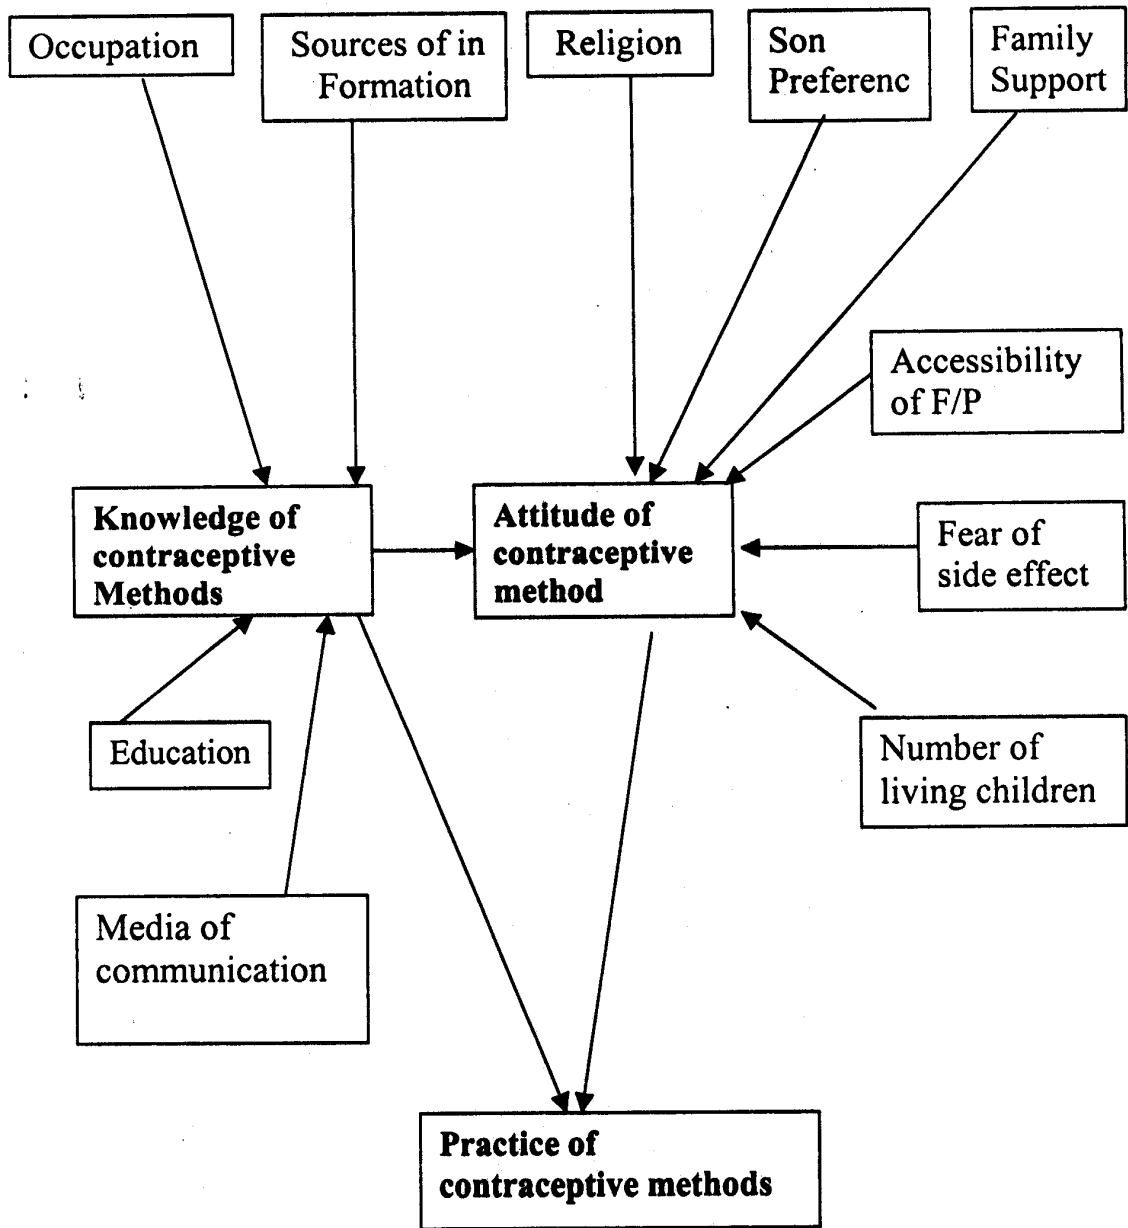 Occupation
Sources of in
Formation
Religion
Son
Preferenc
Family
Support
Accessibility
of F/P
Knowledge of
contraceptive
Methods
Attitude of
contraceptive
method
Fear of
side effect
Education
Number of
living children
Media of
communication
Practice of
contraceptive methods